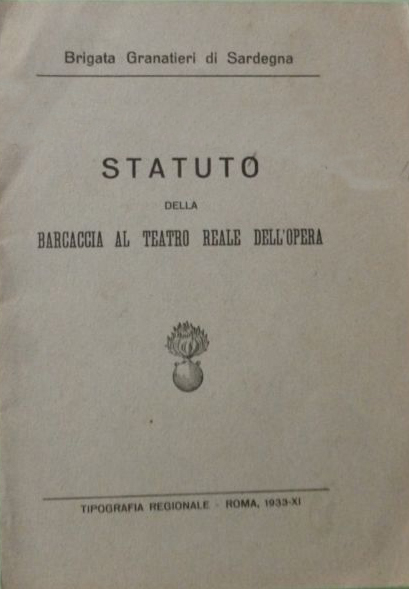 Brigata Granatieri di Sardegna
STATUTO
DELLA
BARCACCIA AL TEATRO REALE DELL'OPERA
TIPOGRAFIA REGIONALE - ROMA, 1933-XI